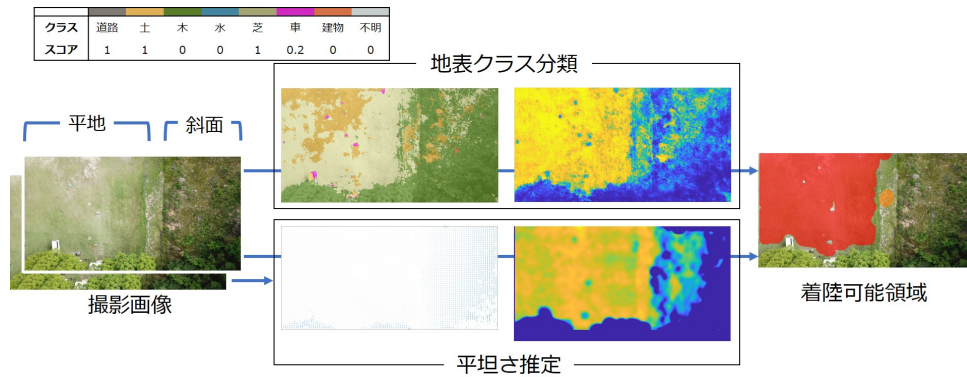 クラス 道路 土 木 水 芝 車 建物 不明
スコア 1 1 0 0 1 0.2 0 0
地表クラス分類
平地 斜面
撮影画像
着陸可能領域
平坦さ推定